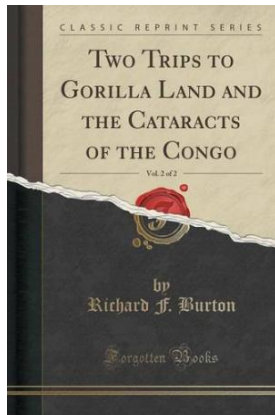 CLASSIC REPRINT SERIES
TWO TRIPS TO
GORILLA LAND AND
THE CATARACTS
OF THE CONGO
Vol. 2 of 2
by
Richard F. Burton
Forgotten Books